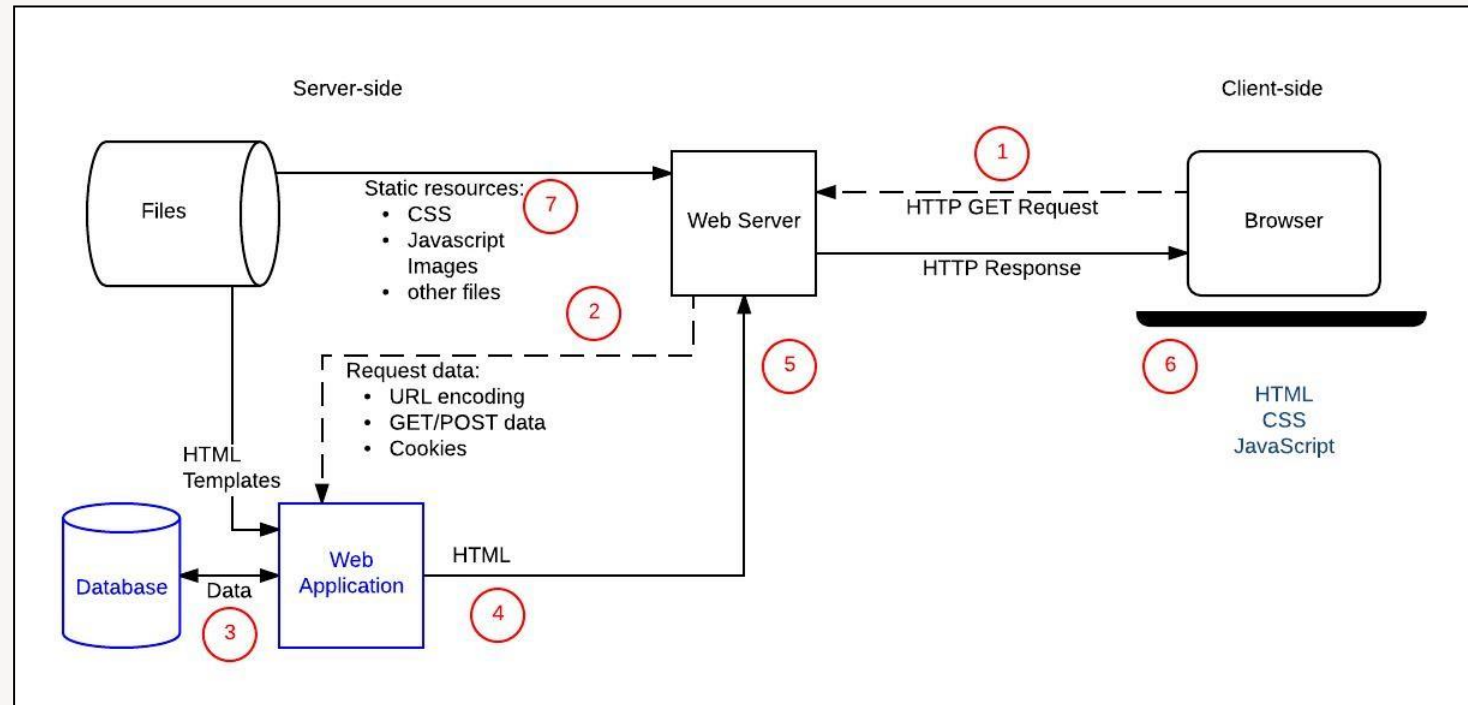 Server-side
Client-side
Files
Static resources:
• CSS
• Javascript
Images
• other files
7
Web Server
1
HTTP GET Request
HTTP Response
Browser
2
Request data:
• URL encoding
• GET/POST data
• Cookies
5
6
HTML
CSS
JavaScript
HTML
Templates
Database
Data
3
Web
Application
HTML
4